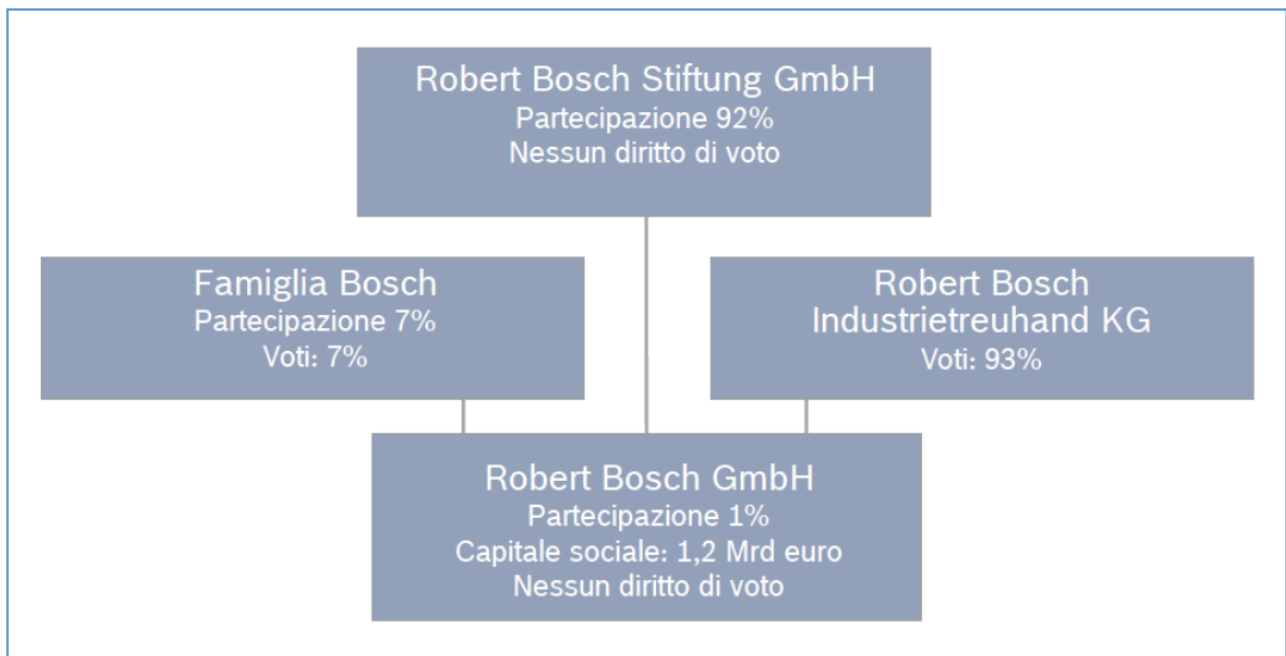 Robert Bosch Stiftung GmbH
Partecipazione 92%
Nessun diritto di voto
Famiglia Bosch
Partecipazione 7%
Voti: 7%
Robert Bosch
Industrietreuhand KG
Voti: 93%
Robert Bosch GmbH
Partecipazione 1%
Capitale sociale: 1,2 Mrd euro
Nessun diritto di voto